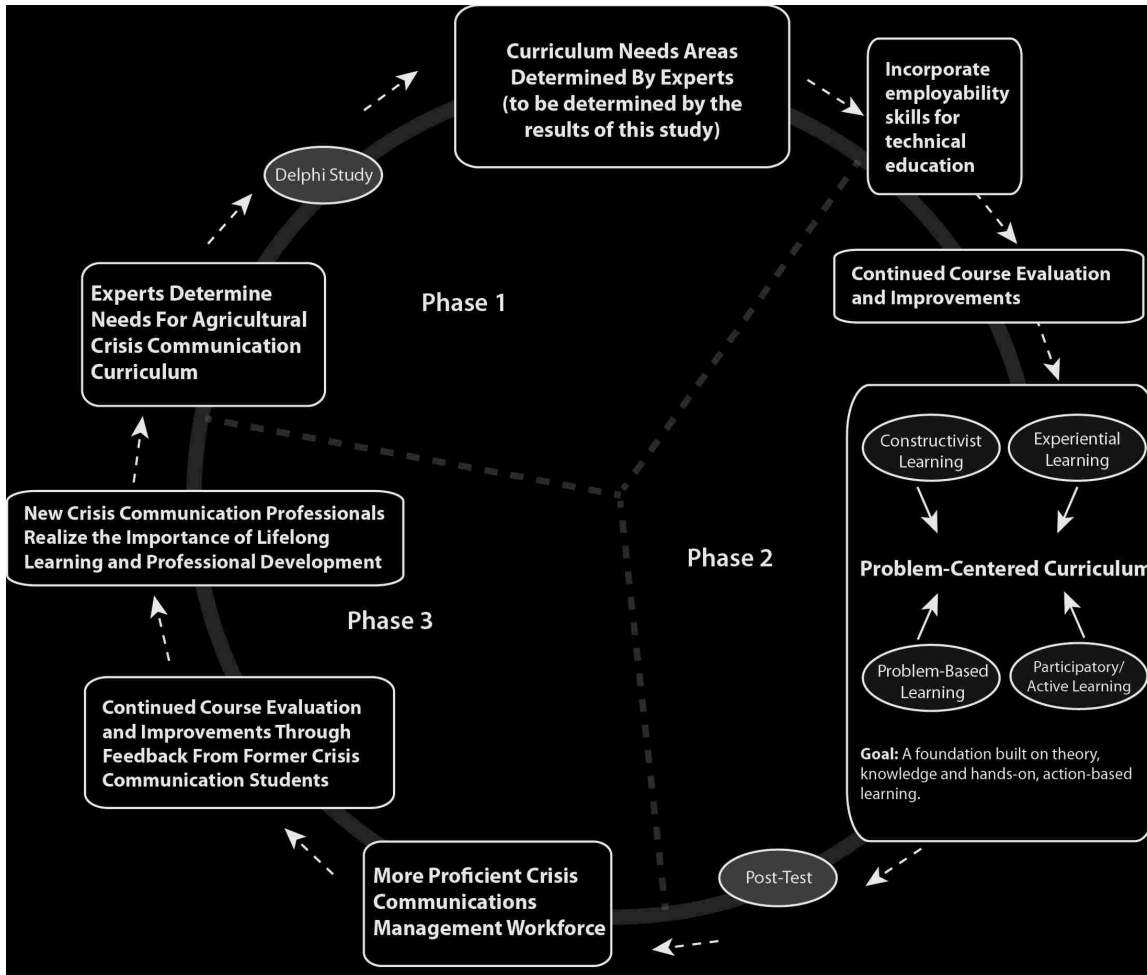 Curriculum Needs Areas
Determined By Experts
(to be determined by the
results of this study)
Incorporate
employability
skills for
technical
education
Delphi Study
Continued Course Evaluation
and Improvements
Experts Determine
Needs For Agricultural
Crisis Communication
Curriculum
Phase 1
Constructivist
Learning
Experiential
Learning
New Crisis Communication Professionals
Realize the Importance of Lifelong
Learning and Professional Development
Phase 2
Problem-Centered Curriculum
Phase 3
Problem-Based
Learning
Participatory/
Active Learning
Continued Course Evaluation
and Improvements Through
Feedback From Former Crisis
Communication Students
Goal: A foundation built on theory,
knowledge and hands-on, action-based
learning.
More Proficient Crisis
Communications
Management Workforce
Post-Test